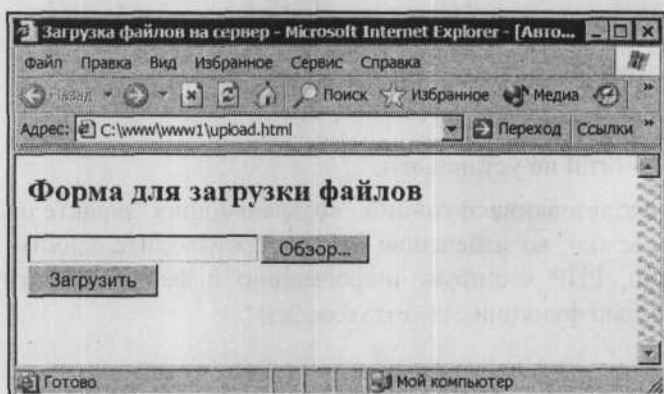 Загрузка файлов на сервер - Microsoft Internet Explorer - [Авто...
Файл Правка Вид Избранное Сервис Справка
Назад Поиск Избранное Медиа »
Адрес: C:\www\www1\upload.html Переход Ссылки »
Форма для загрузки файлов
Обзор...
Загрузить
Готово Мой компьютер